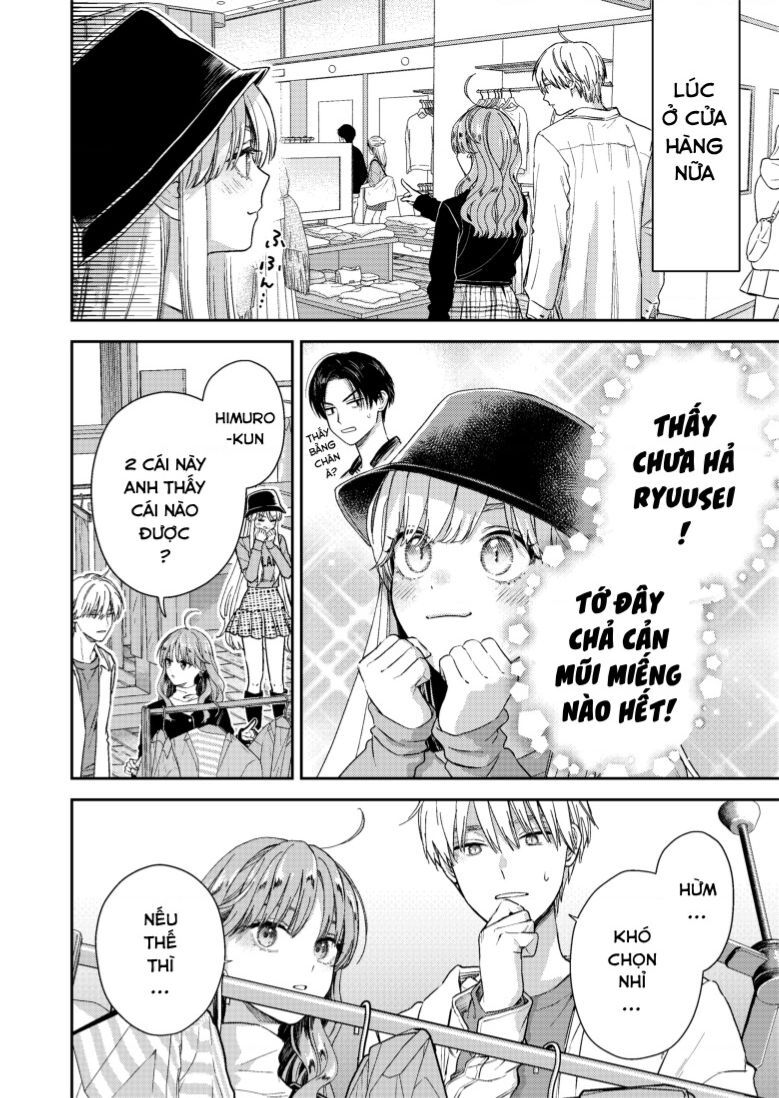 LÚC
Ở CỬA
HÀNG
NỮA
ふふん…
THẤY
CHƯA HẢ
RYUUSEI
!
TỚ ĐÂY
CHẢ CẢN
MŨI MIẾNG
NÀO HẾT!
THẤY
BẰNG
CHÂN
À?
HIMURO
-KUN
2 CÁI NÀY
ANH THẤY
CÁI NÀO
ĐƯỢC
?
HỪM
...
KHÓ
CHỌN
NHỈ
...
NẾU
THẾ
THÌ
...